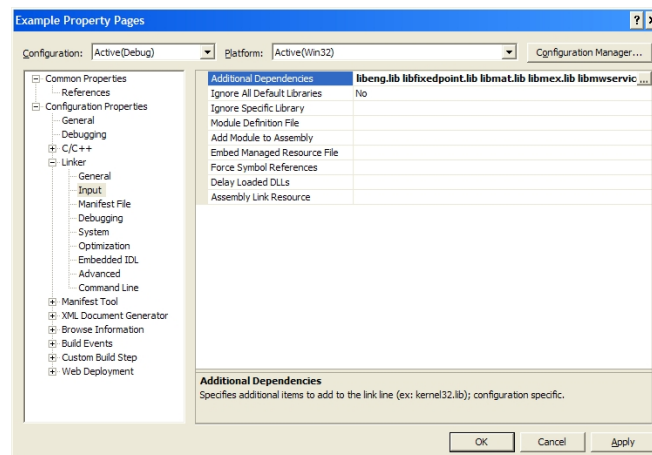 Example Property Pages
Configuration: Active(Debug) Platform: Active(Win32) Configuration Manager...
Common Properties
References
Configuration Properties
General
Debugging
C/C++
Linker
General
Input
Manifest File
Debugging
System
Optimization
Embedded IDL
Advanced
Command Line
Manifest Tool
XML Document Generator
Browse Information
Build Events
Custom Build Step
Web Deployment
Additional Dependencies libeng.lib libfixedpoint.lib libmat.lib libmex.lib libmwservic ...
Ignore All Default Libraries No
Ignore Specific Library
Module Definition File
Add Module to Assembly
Embed Managed Resource File
Force Symbol References
Delay Loaded DLLs
Assembly Link Resource
Additional Dependencies
Specifies additional items to add to the link line (ex: kernel32.lib); configuration specific.
OK Cancel Apply